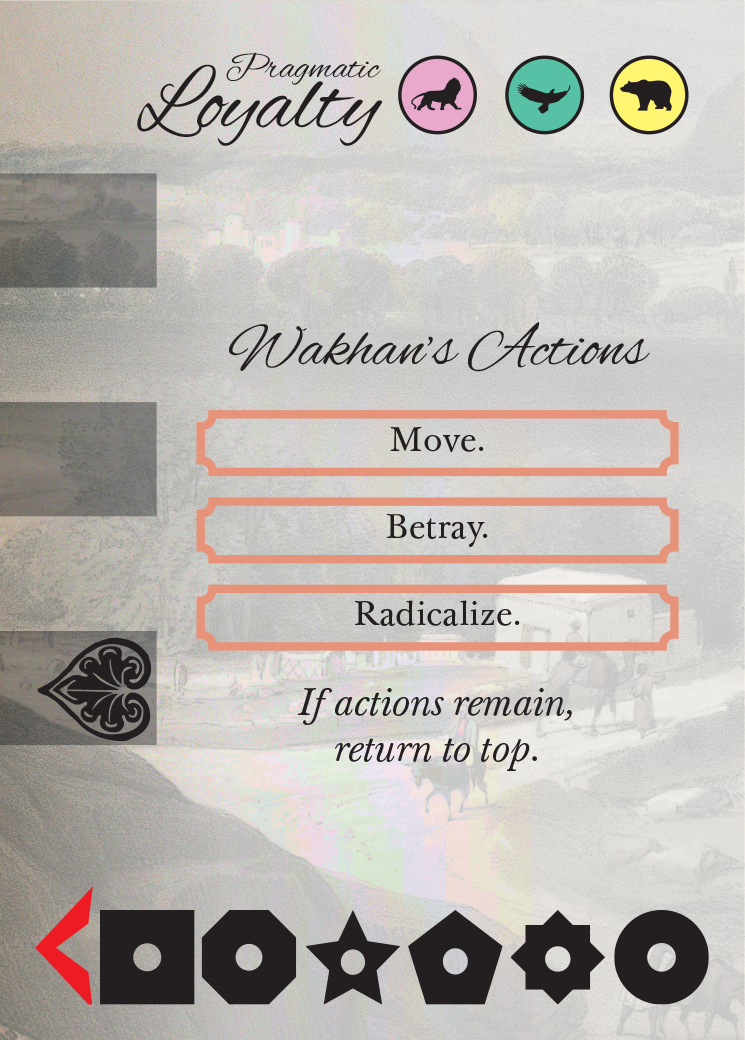 Pragmatic
Loyalty
Wakhan's Actions
Move.
Betray.
Radicalize.
If actions remain,
return to top.